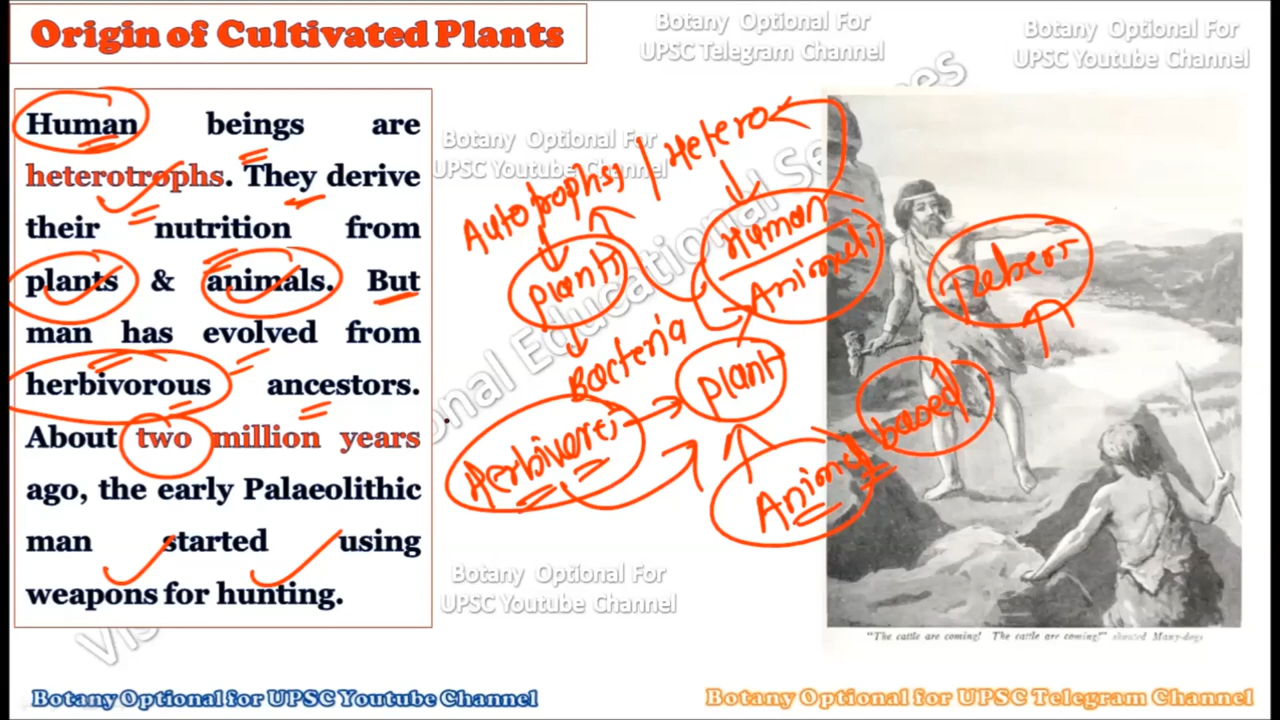 Origin of Cultivated Plants
Botany Optional For
UPSC Telegram Channel
Botany Optional For
UPSC Youtube Channel
Human beings are
heterotrophs. They derive
their nutrition from
plants & animals. But
man has evolved from
herbivorous ancestors.
About two million years
ago, the early Palaeolithic
man started using
weapons for hunting.
Botany Optional For
UPSC Youtube Channel
Autotrophs, / Hetero
plants
Human
Animals
Bacteria
plant
Herbivores
Animal based
Botany Optional For
UPSC Youtube Channel
"The cattle are coming! The cattle are coming!" shouted Many-dogs
Botany Optional for UPSC Youtube Channel
Botany Optional for UPSC Telegram Channel